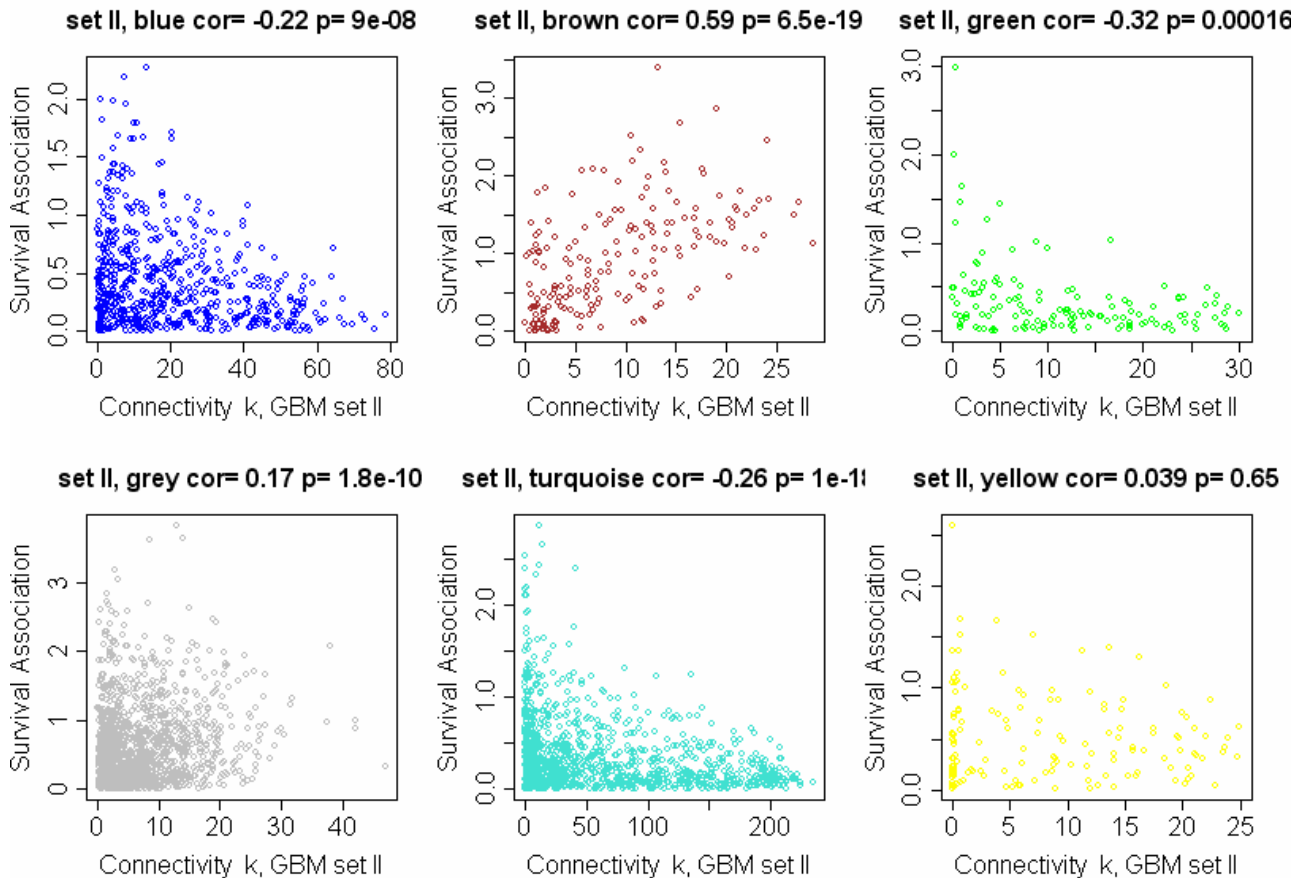 set II, blue cor= -0.22 p= 9e-08
Survival Association
2.0
1.5
1.0
0.5
0.0
0 20 40 60 80
Connectivity k, GBM set II
set II, brown cor= 0.59 p= 6.5e-19
Survival Association
3.0
2.0
1.0
0.0
0 5 10 15 20 25
Connectivity k, GBM set II
set II, green cor= -0.32 p= 0.00016
Survival Association
3.0
2.0
1.0
0.0
0 5 10 20 30
Connectivity k, GBM set II
set II, grey cor= 0.17 p= 1.8e-10
Survival Association
3
2
1
0
0 10 20 30 40
Connectivity k, GBM set II
set II, turquoise cor= -0.26 p= 1e-18
Survival Association
2.0
1.0
0.0
0 50 100 200
Connectivity k, GBM set II
set II, yellow cor= 0.039 p= 0.65
Survival Association
2.0
1.0
0.0
0 5 10 15 20 25
Connectivity k, GBM set II